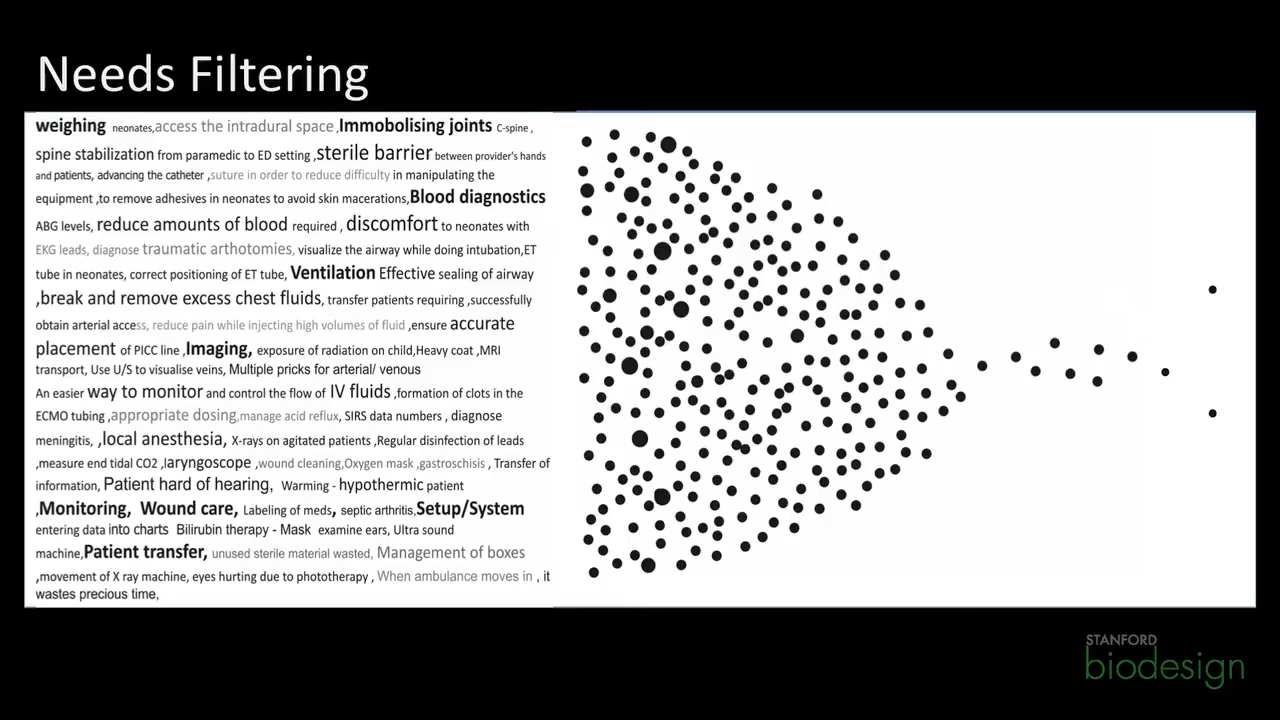 Needs Filtering
weighing neonates,access the intradural space ,Immobolising joints C-spine ,
spine stabilization from paramedic to ED setting ,sterile barrier between provider's hands
and patients, advancing the catheter ,suture in order to reduce difficulty in manipulating the
equipment ,to remove adhesives in neonates to avoid skin macerations,Blood diagnostics
ABG levels, reduce amounts of blood required , discomfort to neonates with
EKG leads, diagnose traumatic arthotomies, visualize the airway while doing intubation,ET
tube in neonates, correct positioning of ET tube, Ventilation Effective sealing of airway
,break and remove excess chest fluids, transfer patients requiring ,successfully
obtain arterial access, reduce pain while injecting high volumes of fluid ,ensure accurate
placement of PICC line ,Imaging, exposure of radiation on child,Heavy coat ,MRI
transport, Use U/S to visualise veins, Multiple pricks for arterial/ venous
An easier way to monitor and control the flow of IV fluids ,formation of clots in the
ECMO tubing ,appropriate dosing,manage acid reflux, SIRS data numbers , diagnose
meningitis, ,local anesthesia, X-rays on agitated patients ,Regular disinfection of leads
,measure end tidal CO2 ,laryngoscope ,wound cleaning,Oxygen mask ,gastroschisis , Transfer of
information, Patient hard of hearing, Warming - hypothermic patient
,Monitoring, Wound care, Labeling of meds, septic arthritis,Setup/System
entering data into charts Bilirubin therapy - Mask examine ears, Ultra sound
machine,Patient transfer, unused sterile material wasted, Management of boxes
,movement of X ray machine, eyes hurting due to phototherapy , When ambulance moves in , it
wastes precious time,
STANFORD
biodesign